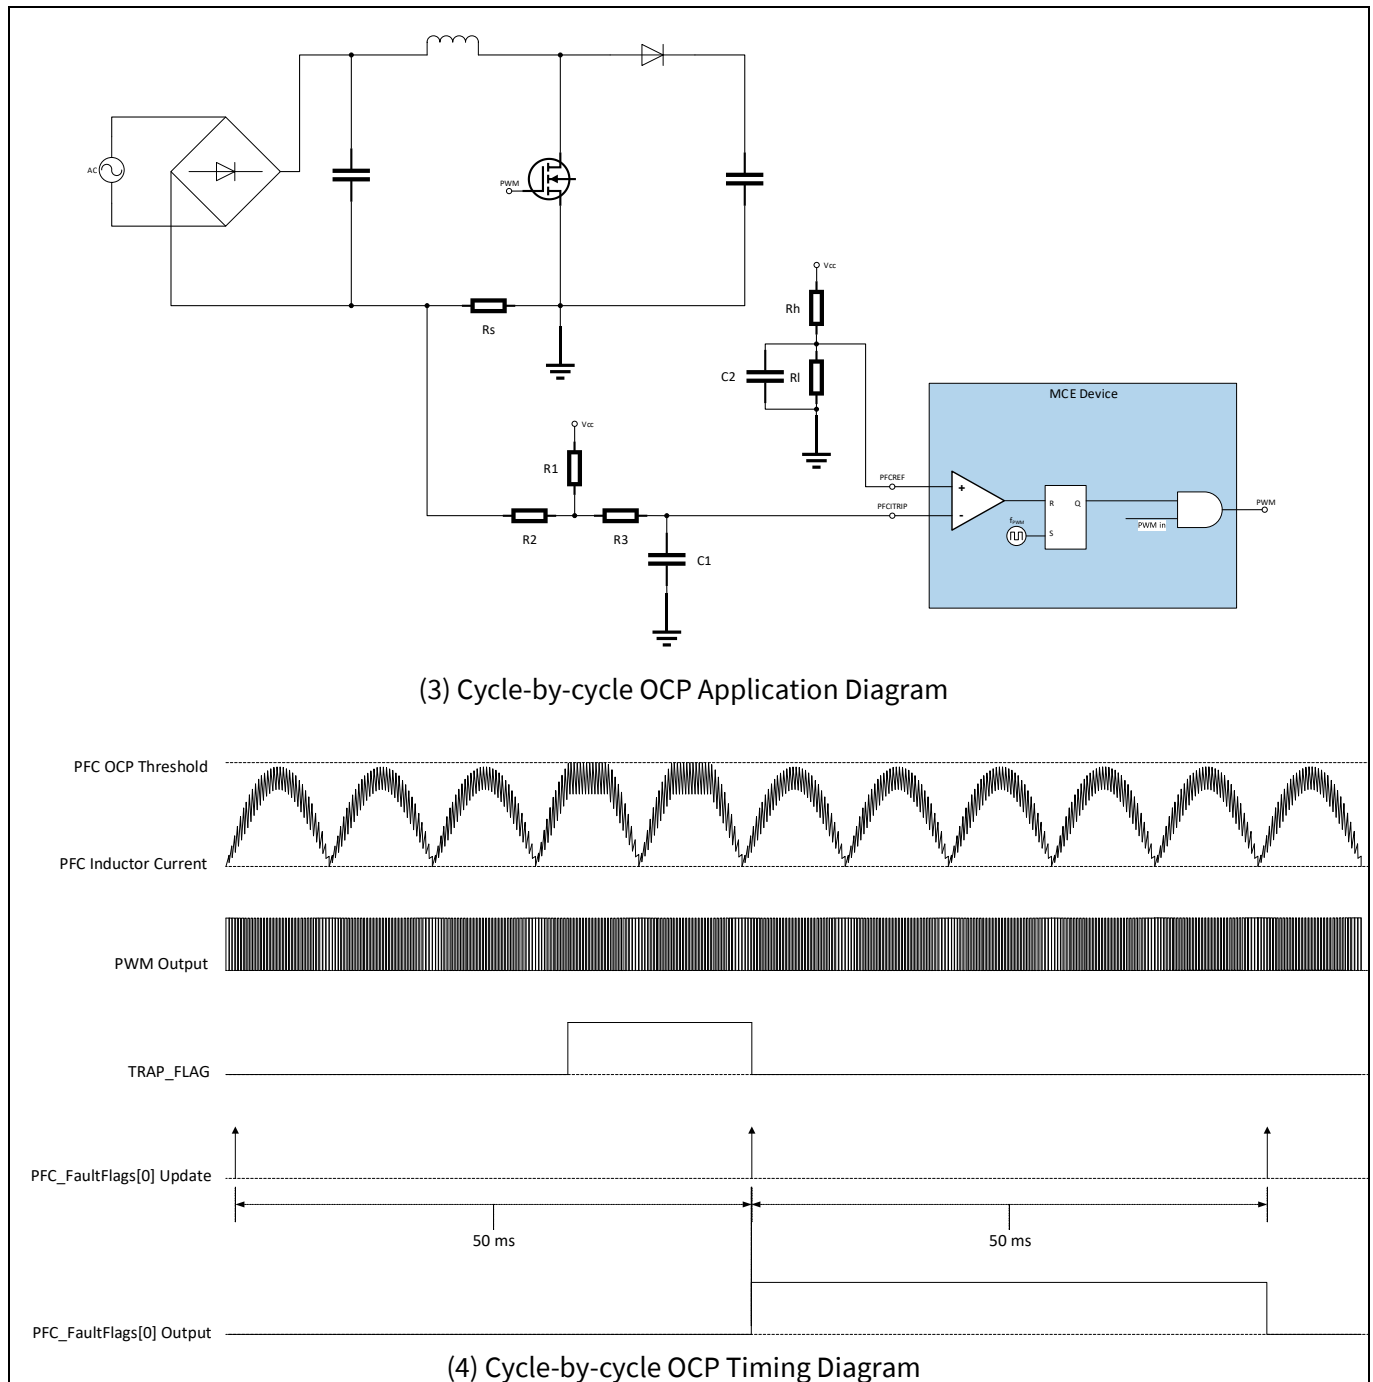 AC
PWM
Rs
Vcc
Rh
C2
Rl
MCE Device
Vcc
R1
PFCREF
+
PFCITRIP
-
R
Q
fPWM
S
PWM in
PWM
R2
R3
C1
(3) Cycle-by-cycle OCP Application Diagram
PFC OCP Threshold
PFC Inductor Current
PWM Output
TRAP_FLAG
PFC_FaultFlags[0] Update
50 ms
50 ms
PFC_FaultFlags[0] Output
(4) Cycle-by-cycle OCP Timing Diagram